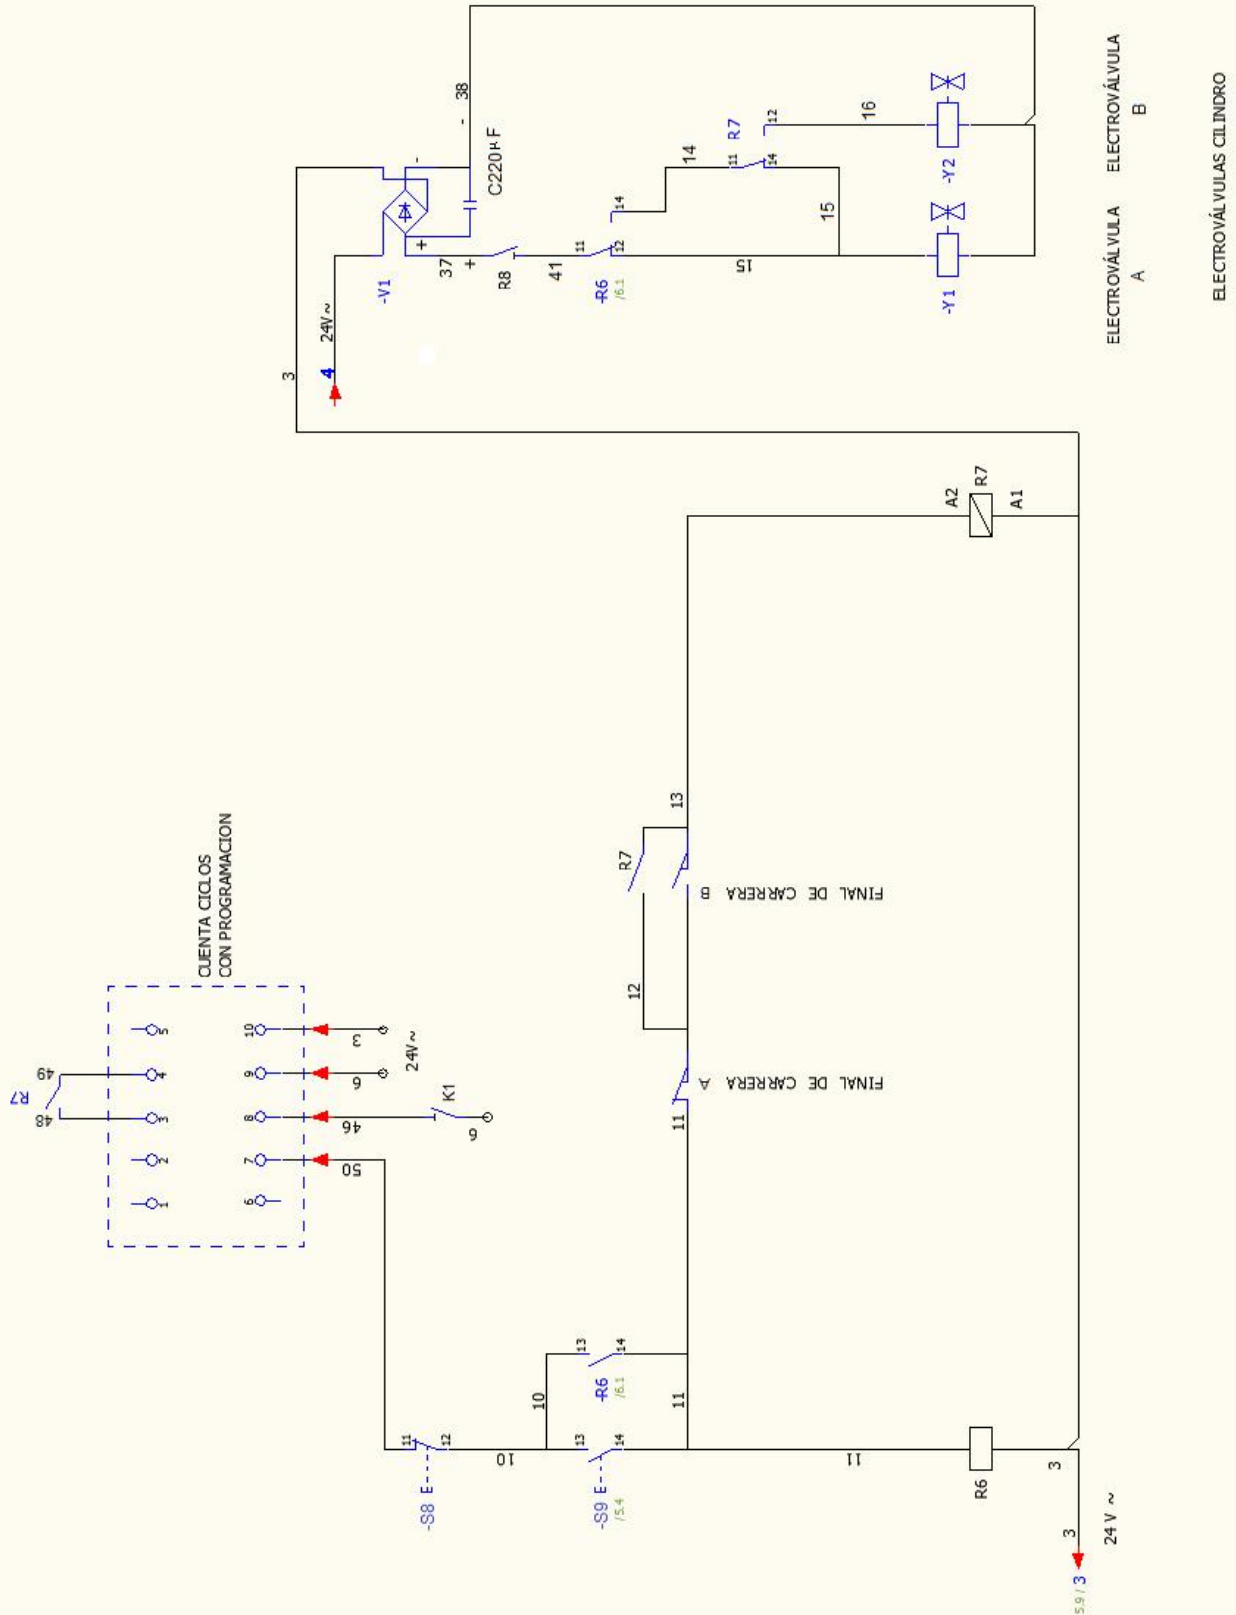 CUENTA CICLOS
CON PROGRAMACION
R7
48
49
1
2
3
4
5
6
7
8
9
10
50
46
6
3
K1
6
24V ~
-S8 E
11
12
10
-S9 E
/5.4
13
14
10
-R6
/6.1
13
14
11
11
R6
3
3
24 V ~
5.9 / 3
11
FINAL DE CARRERA A
12
R7
FINAL DE CARRERA B
13
A2
R7
A1
3
4
24V ~
-V1
+
-
37
+
-
38
C220µF
R8
41
-R6
/6.1
11
12
14
14
R7
11
14
12
15
15
16
-Y1
-Y2
ELECTROVÁLVULA
A
ELECTROVÁLVULA
B
ELECTROVÁLVULAS CILINDRO